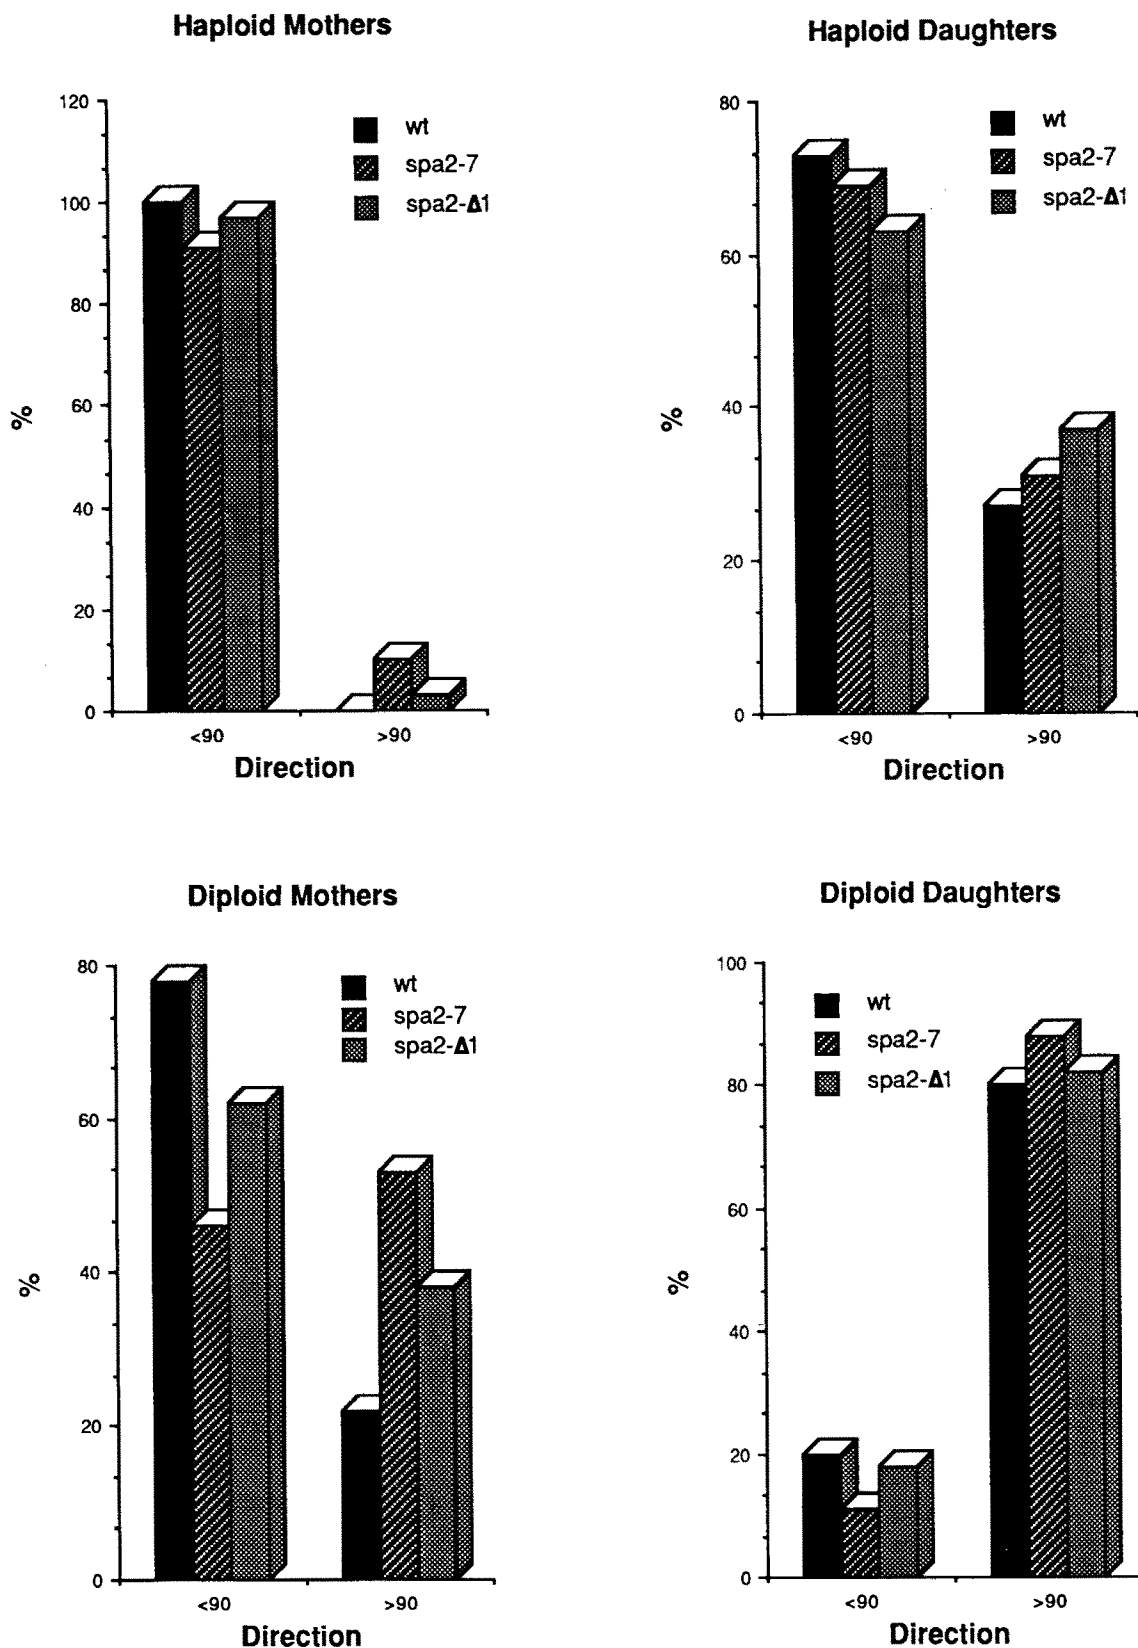 Haploid Mothers
120
100
80
60
40
20
0
%
wt
spa2-7
spa2-Δ1
<90
>90
Direction
Haploid Daughters
80
60
40
20
0
%
wt
spa2-7
spa2-Δ1
<90
>90
Direction
Diploid Mothers
80
60
40
20
0
%
wt
spa2-7
spa2-Δ1
<90
>90
Direction
Diploid Daughters
100
80
60
40
20
0
%
wt
spa2-7
spa2-Δ1
<90
>90
Direction